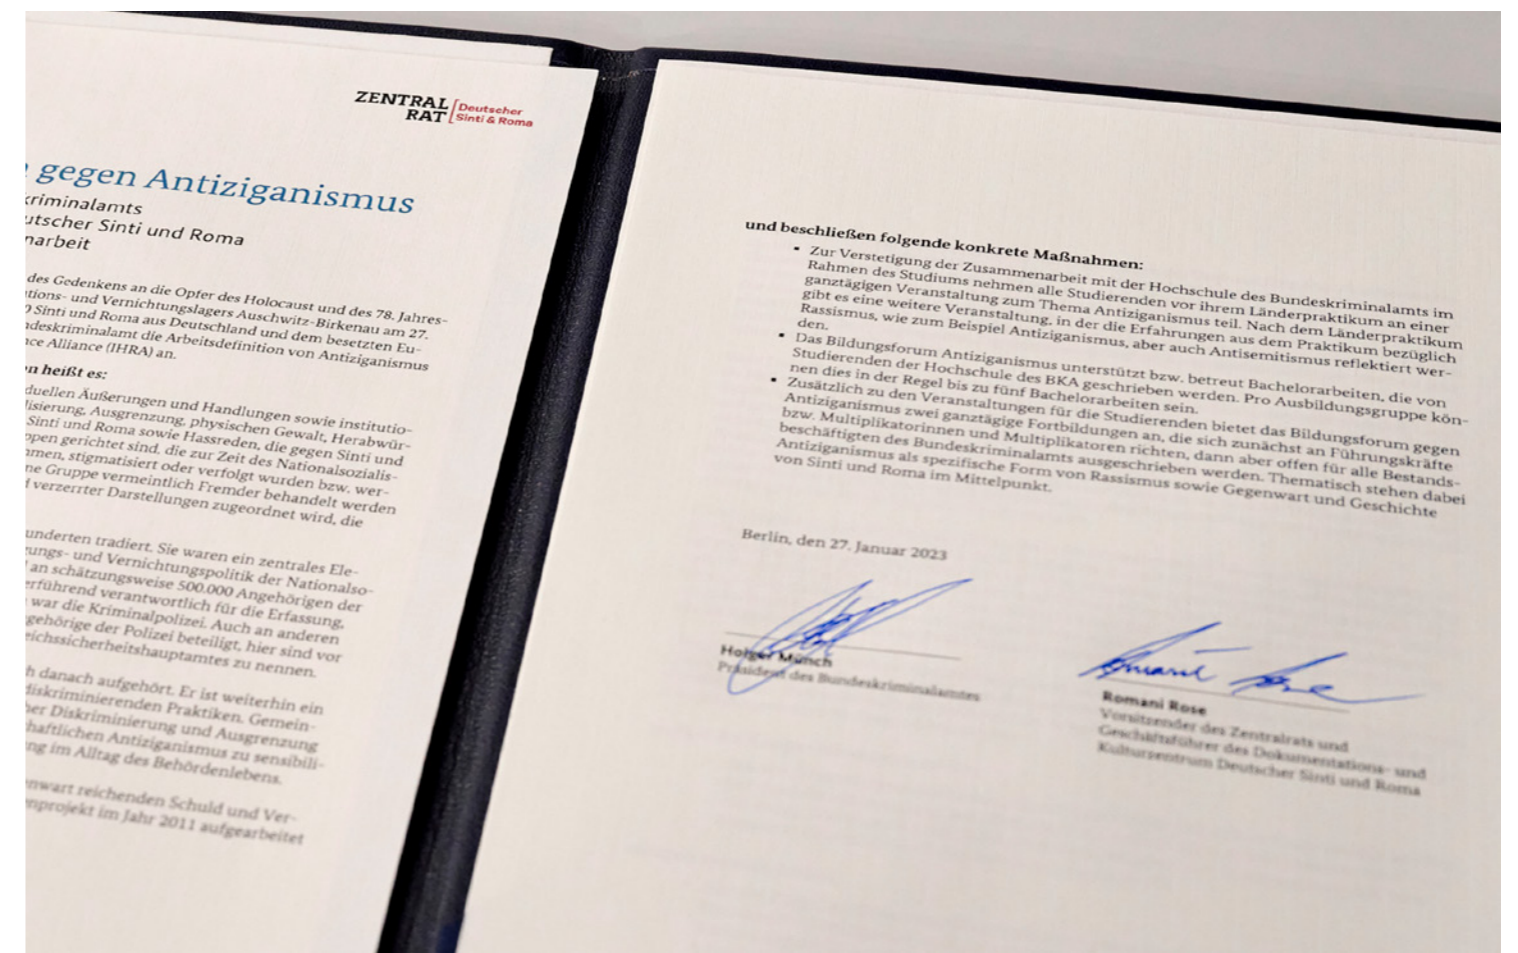 ZENTRAL
RAT
Deutscher
Sinti & Roma
gegen Antiziganismus
kriminalamts
utscher Sinti und Roma
narbeit
des Gedenkens an die Opfer des Holocaust und des 78. Jahres-
tions- und Vernichtungslagers Auschwitz-Birkenau am 27.
0 Sinti und Roma aus Deutschland und dem besetzten Eu-
ndeskriminalamt die Arbeitsdefinition von Antiziganismus
ce Alliance (IHRA) an.
n heißt es:
duellen Äußerungen und Handlungen sowie institutio-
lisierung, Ausgrenzung, physischen Gewalt, Herabwür-
Sinti und Roma sowie Hassreden, die gegen Sinti und
ppen gerichtet sind, die zur Zeit des Nationalsozialis-
mmen, stigmatisiert oder verfolgt wurden bzw. wer-
ne Gruppe vermeintlich Fremder behandelt werden
verzerrter Darstellungen zugeordnet wird, die
underten tradiert. Sie waren ein zentrales Ele-
ungs- und Vernichtungspolitik der Nationalso-
an schätzungsweise 500.000 Angehörigen der
erführend verantwortlich für die Erfassung,
war die Kriminalpolizei. Auch an anderen
gehörige der Polizei beteiligt, hier sind vor
eichssicherheitshauptamtes zu nennen.
h danach aufgehört. Er ist weiterhin ein
diskriminierenden Praktiken. Gemein-
her Diskriminierung und Ausgrenzung
haftlichen Antiziganismus zu sensibili-
ng im Alltag des Behördenlebens.
nwart reichenden Schuld und Ver-
nprojekt im Jahr 2011 aufgearbeitet
und beschließen folgende konkrete Maßnahmen:
▪ Zur Verstetigung der Zusammenarbeit mit der Hochschule des Bundeskriminalamts im
Rahmen des Studiums nehmen alle Studierenden vor ihrem Länderpraktikum an einer
ganztägigen Veranstaltung zum Thema Antiziganismus teil. Nach dem Länderpraktikum
gibt es eine weitere Veranstaltung, in der die Erfahrungen aus dem Praktikum bezüglich
Rassismus, wie zum Beispiel Antiziganismus, aber auch Antisemitismus reflektiert wer-
den.
▪ Das Bildungsforum Antiziganismus unterstützt bzw. betreut Bachelorarbeiten, die von
Studierenden der Hochschule des BKA geschrieben werden. Pro Ausbildungsgruppe kön-
nen dies in der Regel bis zu fünf Bachelorarbeiten sein.
▪ Zusätzlich zu den Veranstaltungen für die Studierenden bietet das Bildungsforum gegen
Antiziganismus zwei ganztägige Fortbildungen an, die sich zunächst an Führungskräfte
bzw. Multiplikatorinnen und Multiplikatoren richten, dann aber offen für alle Bestands-
beschäftigten des Bundeskriminalamts ausgeschrieben werden. Thematisch stehen dabei
Antiziganismus als spezifische Form von Rassismus sowie Gegenwart und Geschichte
von Sinti und Roma im Mittelpunkt.
Berlin, den 27. Januar 2023
Holger Münch
Präsident des Bundeskriminalamtes
Romani Rose
Romani Rose
Vorsitzender des Zentralrats und
Geschäftsführer des Dokumentations- und
Kulturzentrum Deutscher Sinti und Roma